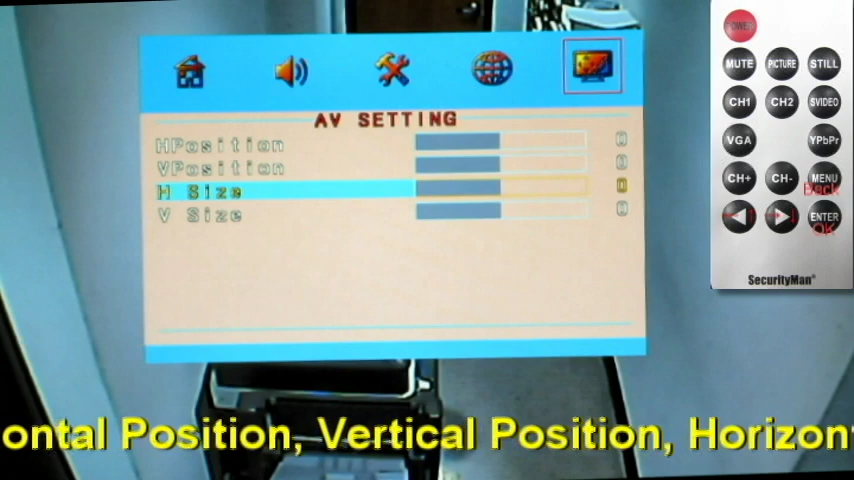 AV SETTING
HPosition 0
VPosition 0
H Size 0
V Size 0
POWER
MUTE PICTURE STILL
CH1 CH2 SVIDEO
VGA YPbPr
CH+ CH- MENU
Back
ENTER
OK
SecurityMan®
ontal Position, Vertical Position, Horizont